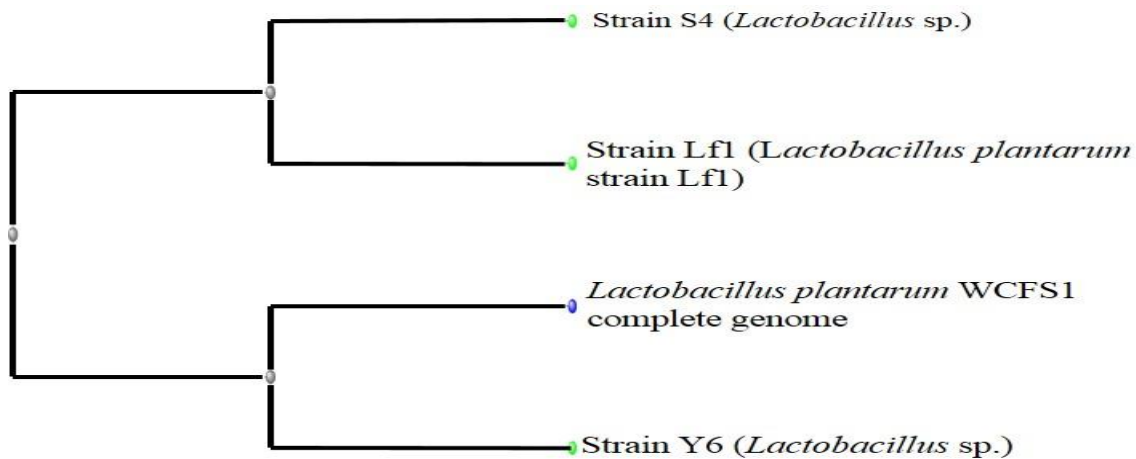 Strain S4 (Lactobacillus sp.)
Strain Lf1 (Lactobacillus plantarum
strain Lf1)
Lactobacillus plantarum WCFS1
complete genome
Strain Y6 (Lactobacillus sp.)